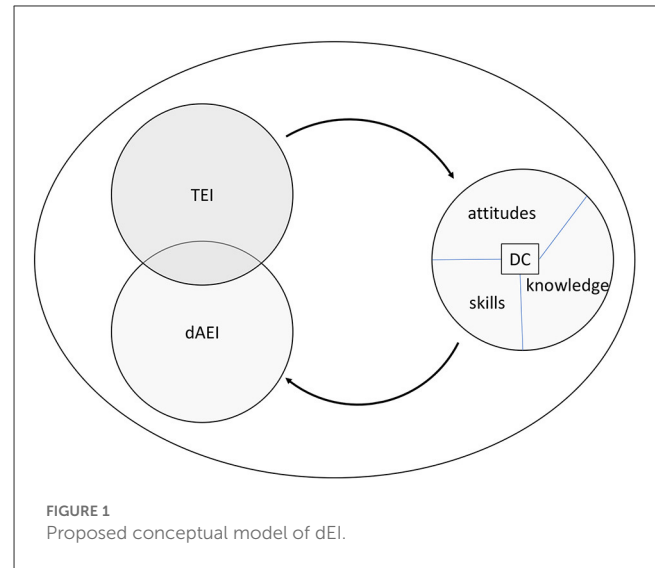 TEI
attitudes
DC
knowledge
skills
dAEI
FIGURE 1
Proposed conceptual model of dEI.